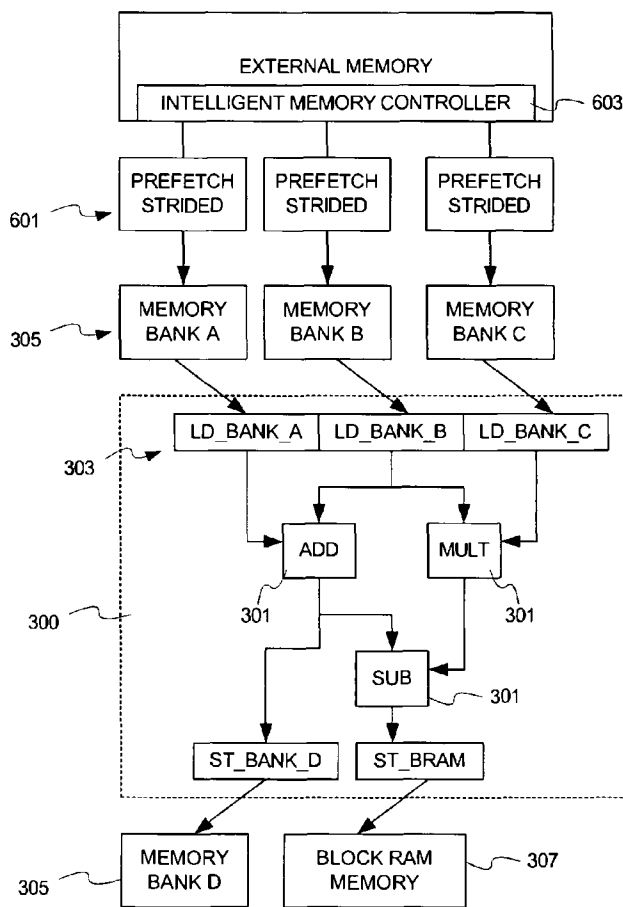 EXTERNAL MEMORY
INTELLIGENT MEMORY CONTROLLER
603
PREFETCH STRIDED
PREFETCH STRIDED
PREFETCH STRIDED
601
MEMORY BANK A
MEMORY BANK B
MEMORY BANK C
305
LD_BANK_A
LD_BANK_B
LD_BANK_C
303
ADD
MULT
301
301
300
SUB
301
ST_BANK_D
ST_BRAM
MEMORY BANK D
BLOCK RAM MEMORY
307
305